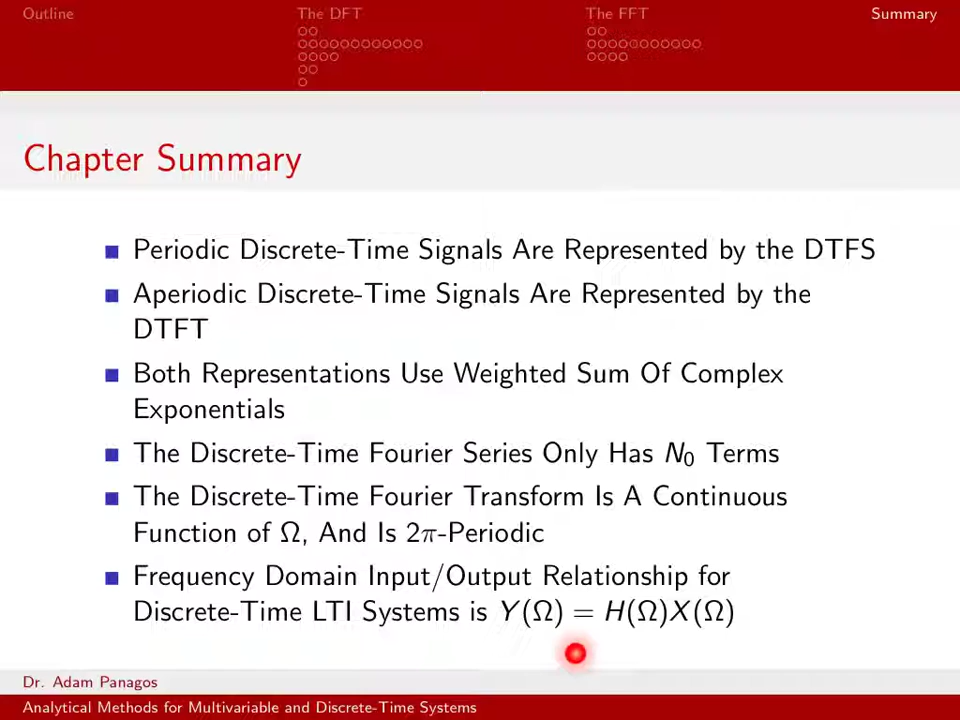 Outline
The DFT
The FFT
Summary
Chapter Summary
Periodic Discrete-Time Signals Are Represented by the DTFS
Aperiodic Discrete-Time Signals Are Represented by the
DTFT
Both Representations Use Weighted Sum Of Complex
Exponentials
The Discrete-Time Fourier Series Only Has N₀ Terms
The Discrete-Time Fourier Transform Is A Continuous
Function of Ω, And Is 2π-Periodic
Frequency Domain Input/Output Relationship for
Discrete-Time LTI Systems is Y(Ω) = H(Ω)X(Ω)
Dr. Adam Panagos
Analytical Methods for Multivariable and Discrete-Time Systems